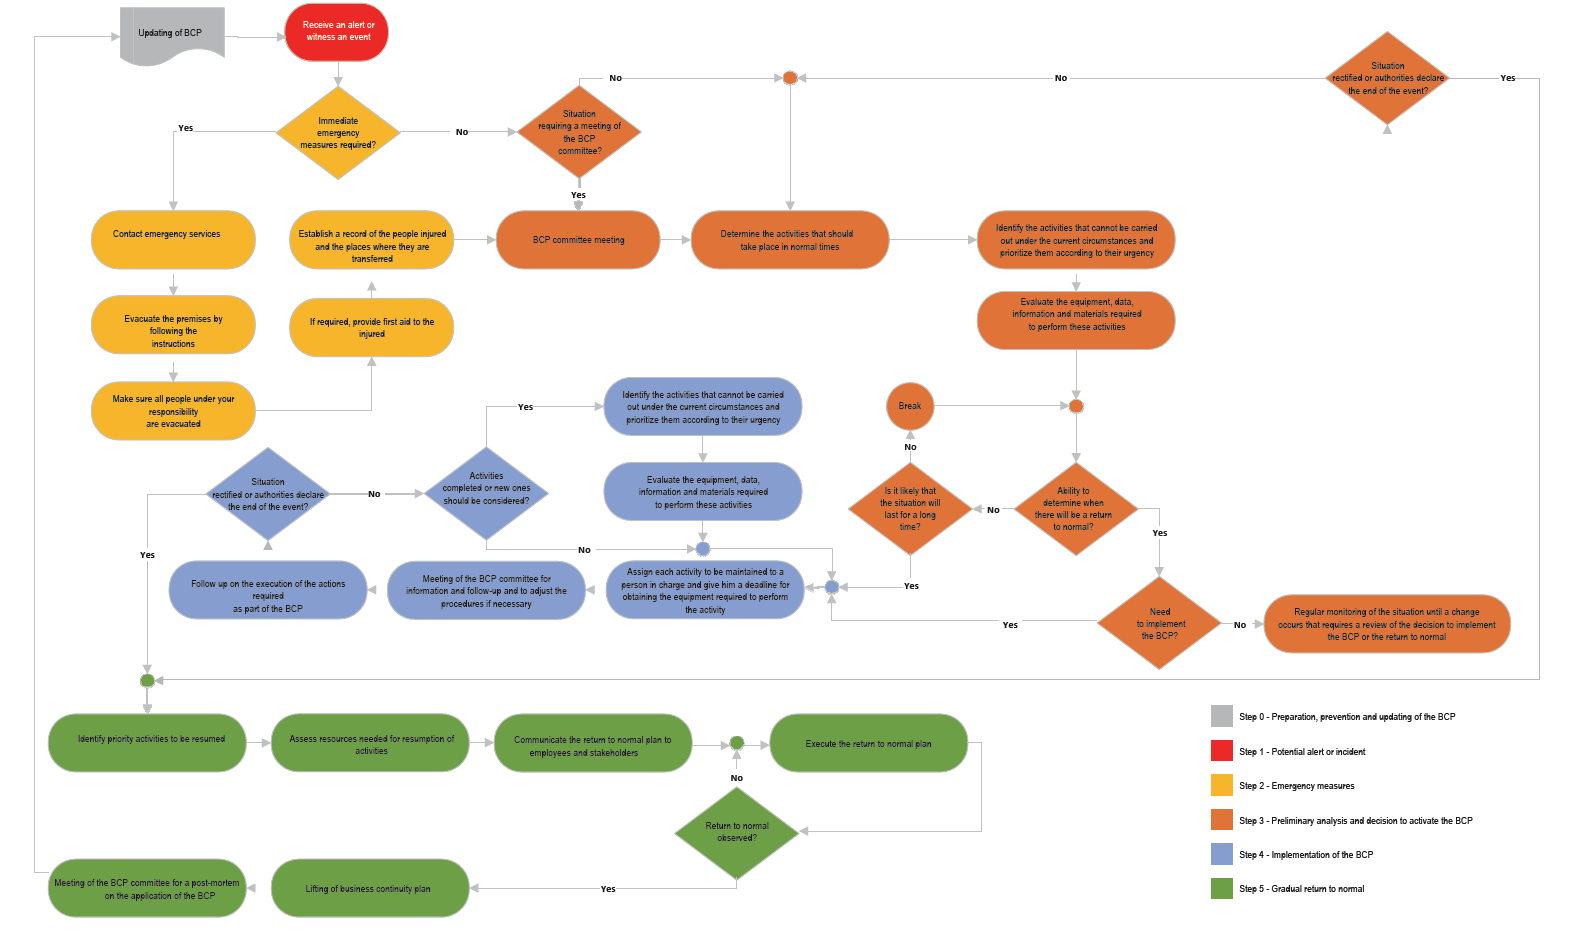 Updating of BCP
Receive an alert or
witness an event
Situation
rectified or authorities declare
the end of the event?
No
No
Yes
Immediate
emergency
measures required?
Yes
No
Situation
requiring a meeting of
the BCP
committee?
Yes
Contact emergency services
Establish a record of the people injured
and the places where they are
transferred
BCP committee meeting
Determine the activities that should
take place in normal times
Identify the activities that cannot be carried
out under the current circumstances and
prioritize them according to their urgency
Evacuate the premises by
following the
instructions
If required, provide first aid to the
injured
Evaluate the equipment, data,
information and materials required
to perform these activities
Make sure all people under your
responsibility
are evacuated
Yes
Identify the activities that cannot be carried
out under the current circumstances and
prioritize them according to their urgency
Break
No
Situation
rectified or authorities declare
the end of the event?
No
Activities
completed or new ones
should be considered?
Evaluate the equipment, data,
information and materials required
to perform these activities
Is it likely that
the situation will
last for a long
time?
No
Ability to
determine when
there will be a return
to normal?
Yes
Yes
No
Follow up on the execution of the actions
required
as part of the BCP
Meeting of the BCP committee for
information and follow-up and to adjust the
procedures if necessary
Assign each activity to be maintained to a
person in charge and give him a deadline for
obtaining the equipment required to perform
the activity
Yes
Yes
Need
to implement
the BCP?
No
Regular monitoring of the situation until a change
occurs that requires a review of the decision to implement
the BCP or the return to normal
Identify priority activities to be resumed
Assess resources needed for resumption of
activities
Communicate the return to normal plan to
employees and stakeholders
Execute the return to normal plan
No
Return to normal
observed?
Yes
Lifting of business continuity plan
Meeting of the BCP committee for a post-mortem
on the application of the BCP
Step 0 - Preparation, prevention and updating of the BCP
Step 1 - Potential alert or incident
Step 2 - Emergency measures
Step 3 - Preliminary analysis and decision to activate the BCP
Step 4 - Implementation of the BCP
Step 5 - Gradual return to normal